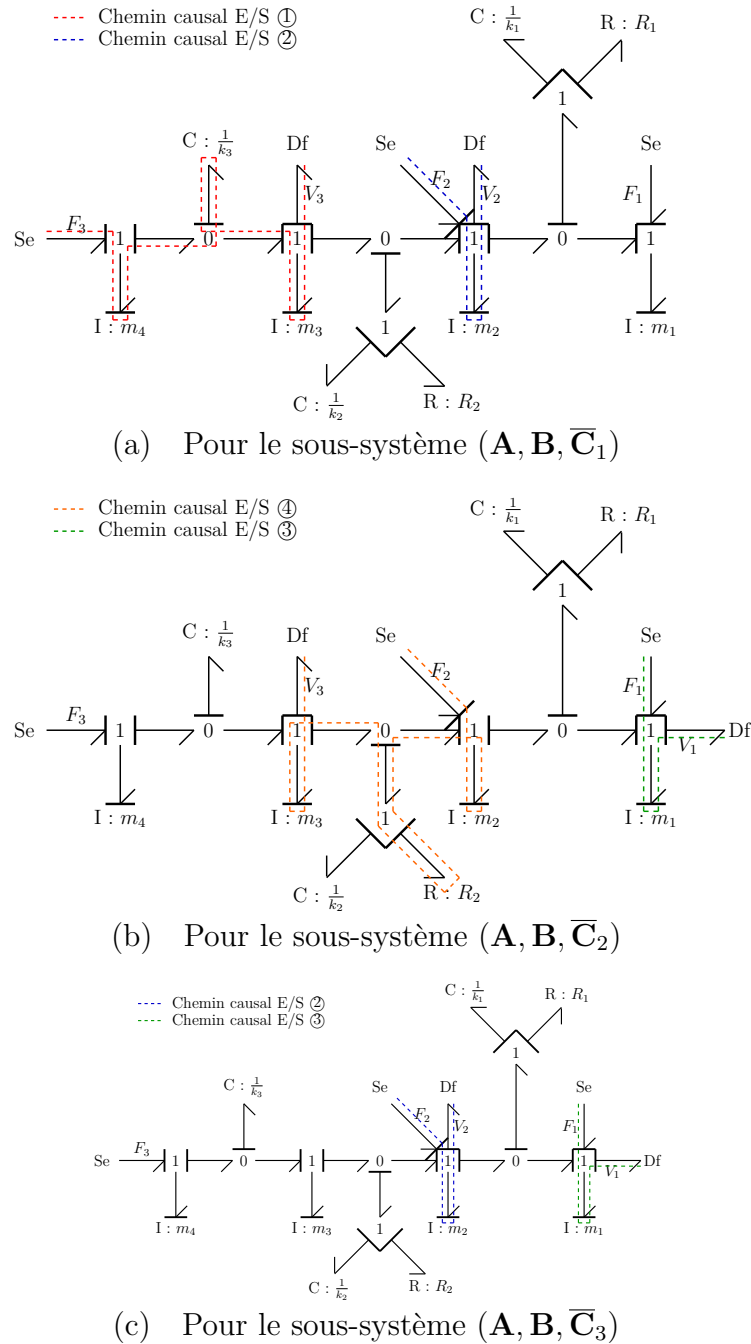 Chemin causal E/S ①
Chemin causal E/S ②
C : 1/k₁
R : R₁
1
C : 1/k₃
Df
Se
Df
Se
V₃
F₂
V₂
F₁
Se
F₃
1
0
1
0
1
0
1
I : m₄
I : m₃
I : m₂
I : m₁
1
C : 1/k₂
R : R₂
(a) Pour le sous-système (A, B, C̅₁)
Chemin causal E/S ④
Chemin causal E/S ③
C : 1/k₁
R : R₁
1
C : 1/k₃
Df
Se
Se
V₃
F₂
F₁
Se
F₃
1
0
1
0
1
0
1
V₁
Df
I : m₄
I : m₃
I : m₂
I : m₁
1
C : 1/k₂
R : R₂
(b) Pour le sous-système (A, B, C̅₂)
Chemin causal E/S ②
Chemin causal E/S ③
C : 1/k₁
R : R₁
1
C : 1/k₃
Se
Df
Se
F₂
V₂
F₁
Se
F₃
1
0
1
0
1
0
1
V₁
Df
I : m₄
I : m₃
I : m₂
I : m₁
1
C : 1/k₂
R : R₂
(c) Pour le sous-système (A, B, C̅₃)